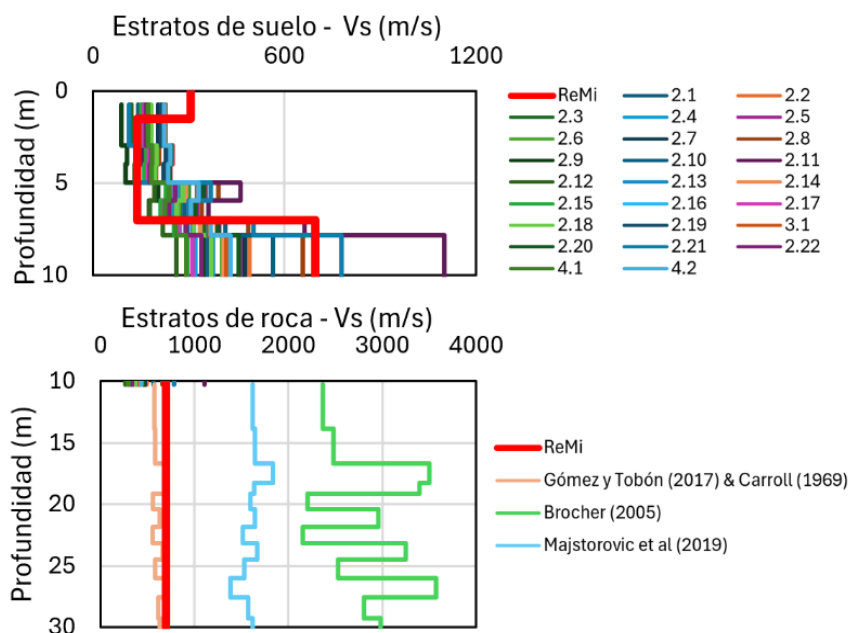 Estratos de suelo - Vs (m/s)
0 600 1200
Profundidad (m)
0
5
10
ReMi 2.1 2.2
2.3 2.4 2.5
2.6 2.7 2.8
2.9 2.10 2.11
2.12 2.13 2.14
2.15 2.16 2.17
2.18 2.19 3.1
2.20 2.21 2.22
4.1 4.2
Estratos de roca - Vs (m/s)
0 1000 2000 3000 4000
Profundidad (m)
10
15
20
25
30
ReMi
Gómez y Tobón (2017) & Carroll (1969)
Brocher (2005)
Majstorovic et al (2019)